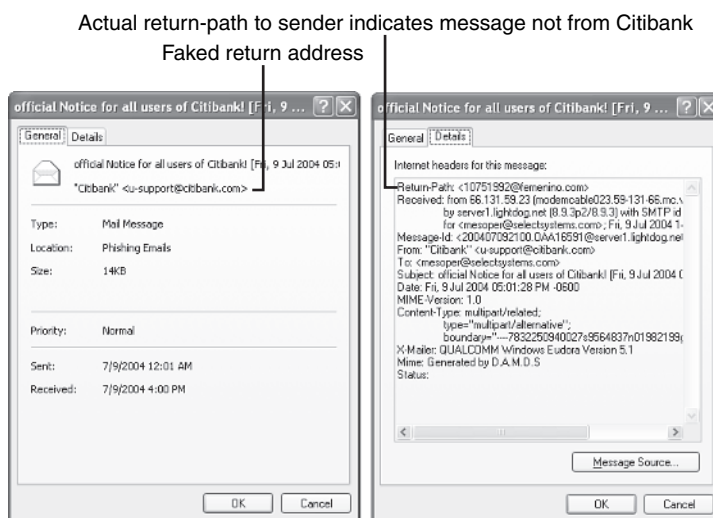 Actual return-path to sender indicates message not from Citibank
Faked return address
official Notice for all users of Citibank! [Fri, 9 ...
General Details
official Notice for all users of Citibank! [Fri, 9 Jul 2004 05:
"Citibank" <u-support@citibank.com>
Type: Mail Message
Location: Phishing Emails
Size: 14KB
Priority: Normal
Sent: 7/9/2004 12:01 AM
Received: 7/9/2004 4:00 PM
OK Cancel
official Notice for all users of Citibank! [Fri, 9 ...
General Details
Internet headers for this message:
Return-Path: <10751992@femenino.com>
Received: from 66.131.59.23 (modemcable023.59-131-66.mc.v
by server1.lightdog.net (8.9.3p2/8.9.3) with SMTP id
for <mesoper@selectsystems.com>; Fri, 9 Jul 2004 1
Message-Id: <200407092100.OAA16591@server1.lightdog.net
From: "Citibank" <u-support@citibank.com>
To: <mesoper@selectsystems.com>
Subject: official Notice for all users of Citibank! [Fri, 9 Jul 2004 0
Date: Fri, 9 Jul 2004 05:01:28 PM -0600
MIME-Version: 1.0
Content-Type: multipart/related;
type="multipart/alternative";
boundary="----7832250940027s9564837n01982199
X-Mailer: QUALCOMM Windows Eudora Version 5.1
Mime: Generated by D.A.M.D.S
Status:
Message Source...
OK Cancel